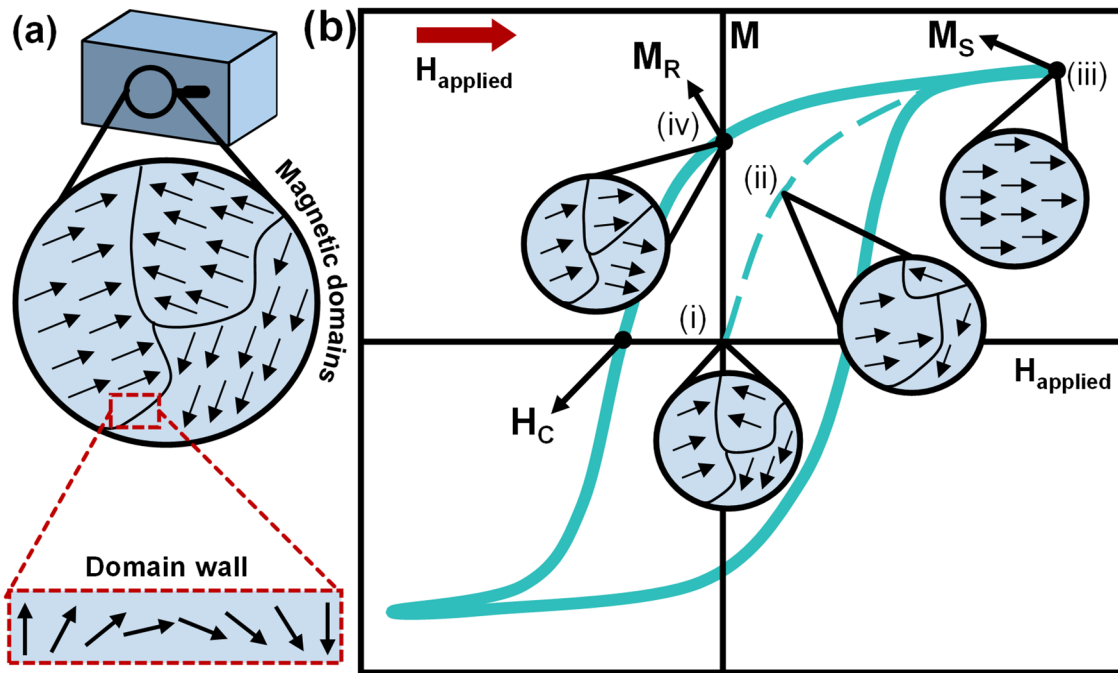 (a)
Magnetic domains
Domain wall
(b)
H_applied
M
M_R
M_S
(iii)
(iv)
(ii)
(i)
H_applied
H_C